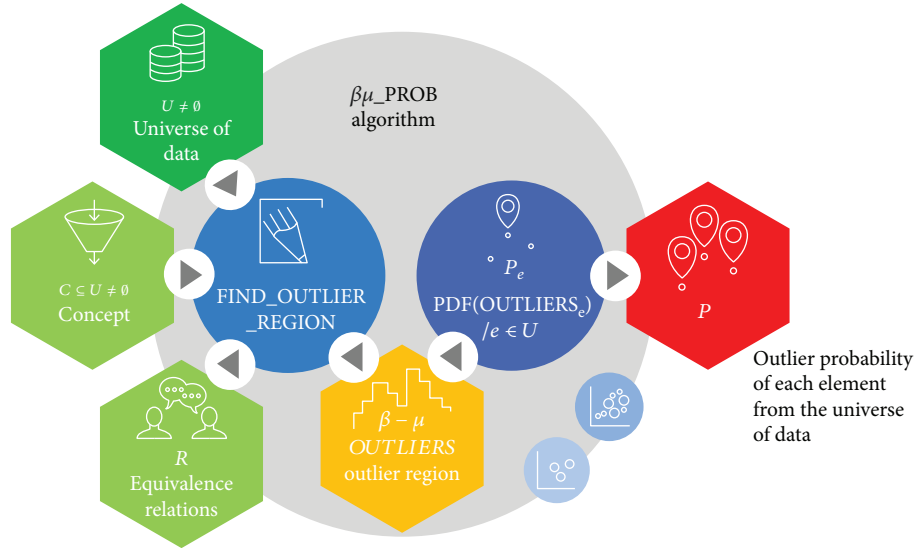 U ≠ ∅
Universe of
data
βμ_PROB
algorithm
C ⊆ U ≠ ∅
Concept
FIND_OUTLIER
_REGION
P_e
PDF(OUTLIERS_e)
/e ∈ U
P
R
Equivalence
relations
β – μ
OUTLIERS
outlier region
Outlier probability
of each element
from the universe
of data